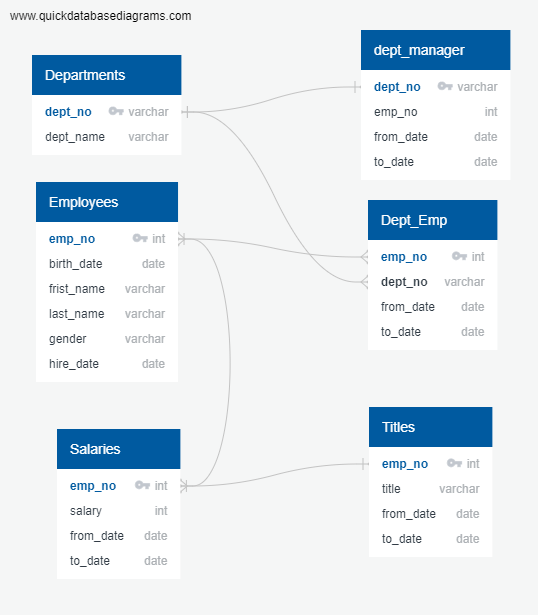 www.quickdatabasediagrams.com
Departments
dept_no varchar
dept_name varchar
dept_manager
dept_no varchar
emp_no int
from_date date
to_date date
Employees
emp_no int
birth_date date
frist_name varchar
last_name varchar
gender varchar
hire_date date
Dept_Emp
emp_no int
dept_no varchar
from_date date
to_date date
Salaries
emp_no int
salary int
from_date date
to_date date
Titles
emp_no int
title varchar
from_date date
to_date date